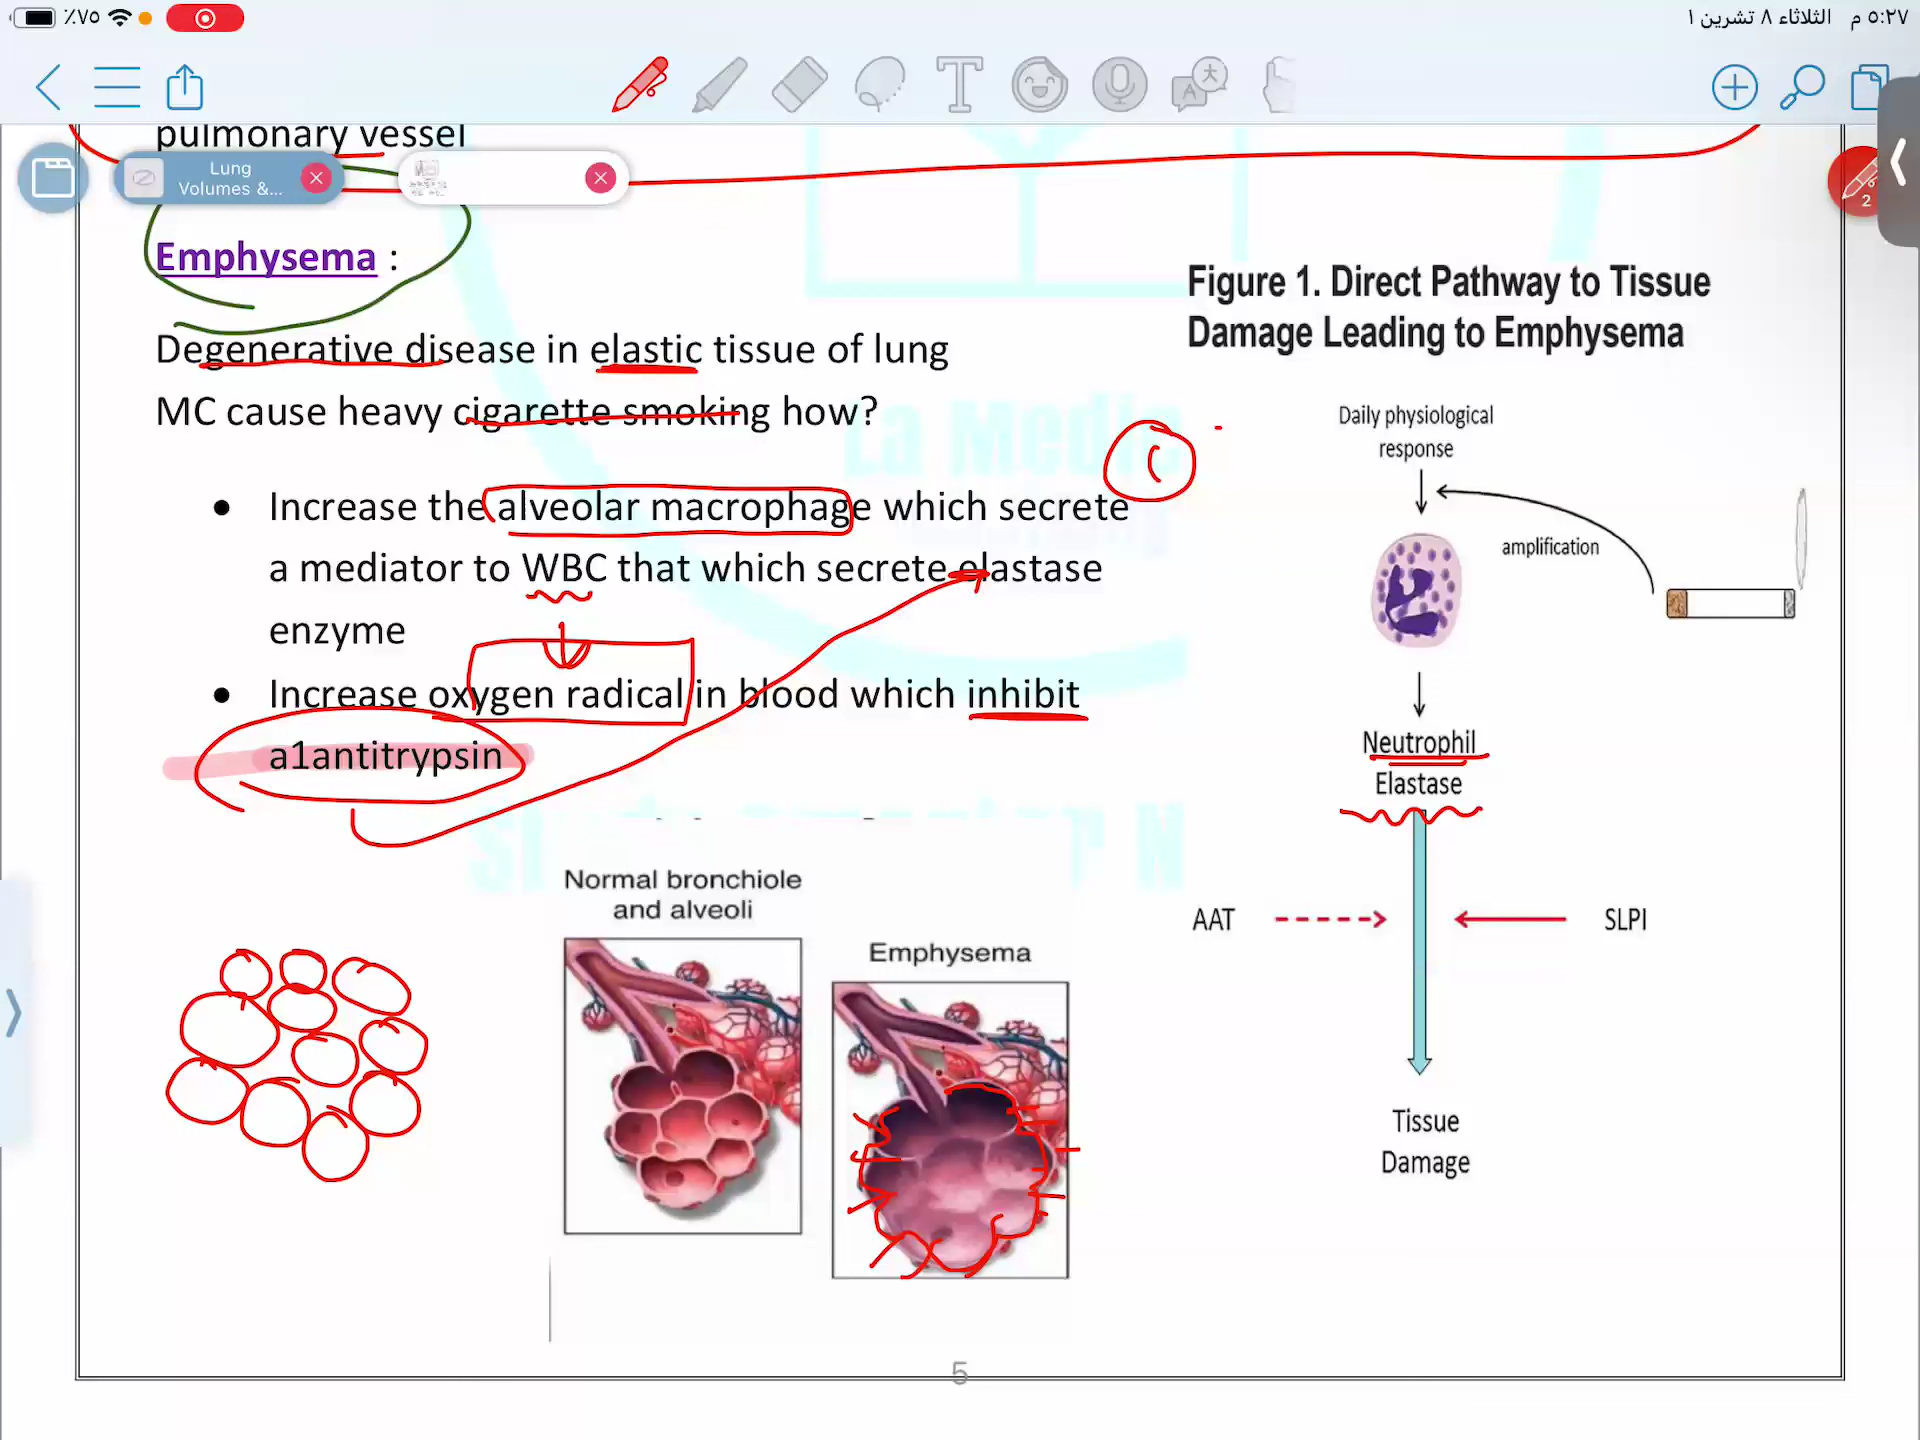 ٪٧٥
٥:٢٧ م الثلاثاء ٨ تشرين ١
pulmonary vessel
Lung
Volumes &...
2
Emphysema :
Degenerative disease in elastic tissue of lung
MC cause heavy cigarette smoking how?
• Increase the alveolar macrophage which secrete
a mediator to WBC that which secrete elastase
enzyme
• Increase oxygen radical in blood which inhibit
a1antitrypsin
Normal bronchiole
and alveoli
Emphysema
Figure 1. Direct Pathway to Tissue
Damage Leading to Emphysema
Daily physiological
response
amplification
Neutrophil
Elastase
AAT
SLPI
Tissue
Damage
La Media
5